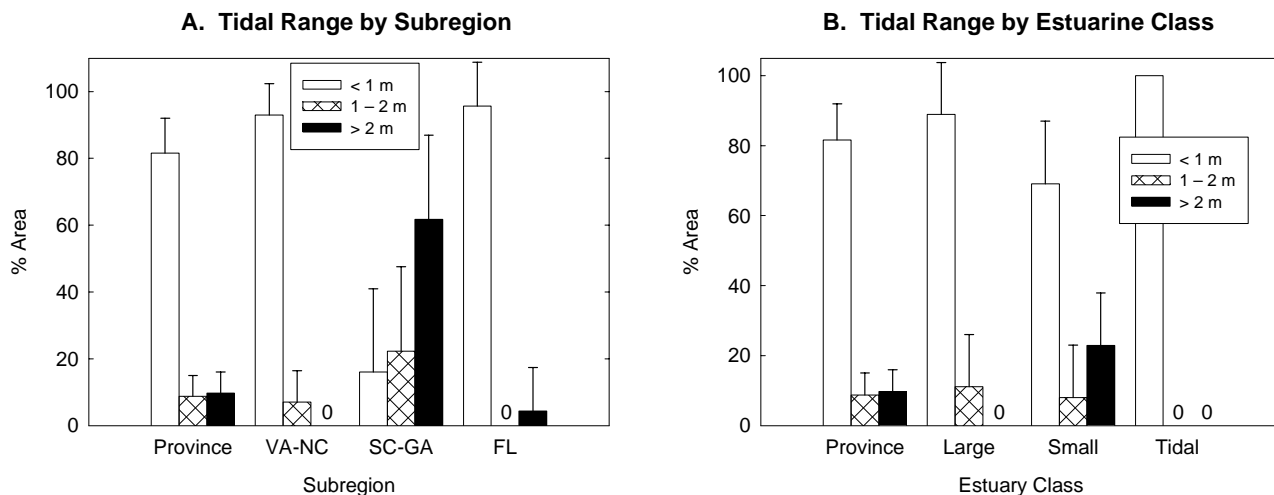 A. Tidal Range by Subregion
% Area
100
80
60
40
20
0
< 1 m
1 – 2 m
> 2 m
0
0
Province
VA-NC
SC-GA
FL
Subregion
B. Tidal Range by Estuarine Class
% Area
100
80
60
40
20
0
< 1 m
1 – 2 m
> 2 m
0
0
0
Province
Large
Small
Tidal
Estuary Class